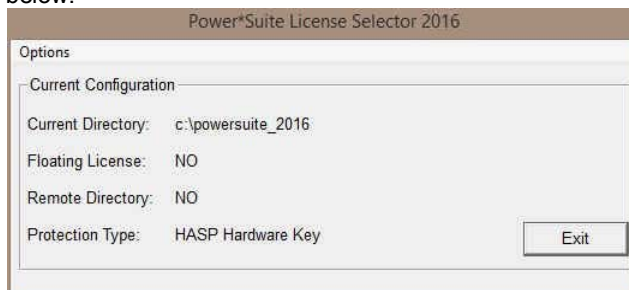 below.
Power*Suite License Selector 2016
Options
Current Configuration
Current Directory: c:\powersuite_2016
Floating License: NO
Remote Directory: NO
Protection Type: HASP Hardware Key
Exit